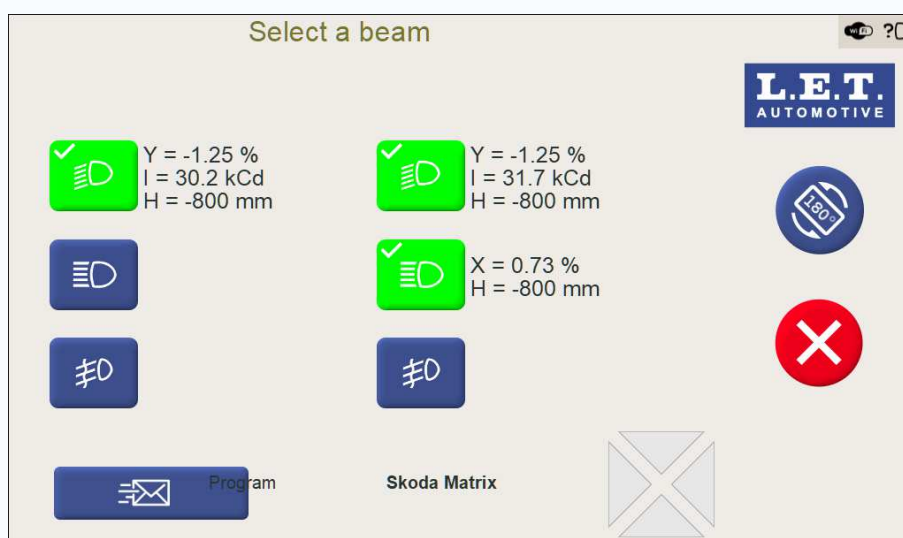 Select a beam
WiFi ?
L.E.T.
AUTOMOTIVE
Y = -1.25 %
I = 30.2 kCd
H = -800 mm
Y = -1.25 %
I = 31.7 kCd
H = -800 mm
180°
X = 0.73 %
H = -800 mm
Program
Skoda Matrix